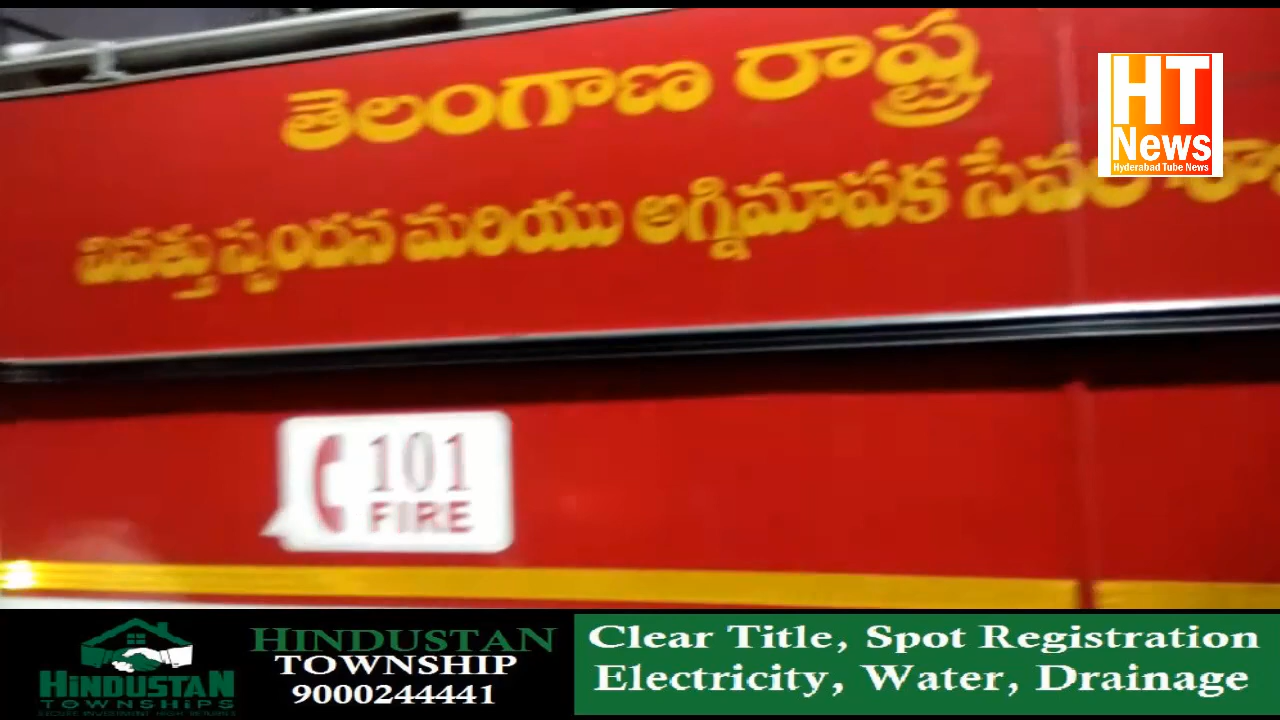 తెలంగాణ రాష్ట్ర
విపత్తు స్పందన మరియు అగ్నిమాపక సేవల
HT
News
Hyderabad Tube News
101
FIRE
HINDUSTAN
TOWNSHIPS
HINDUSTAN
TOWNSHIP
9000244441
Clear Title, Spot Registration
Electricity, Water, Drainage